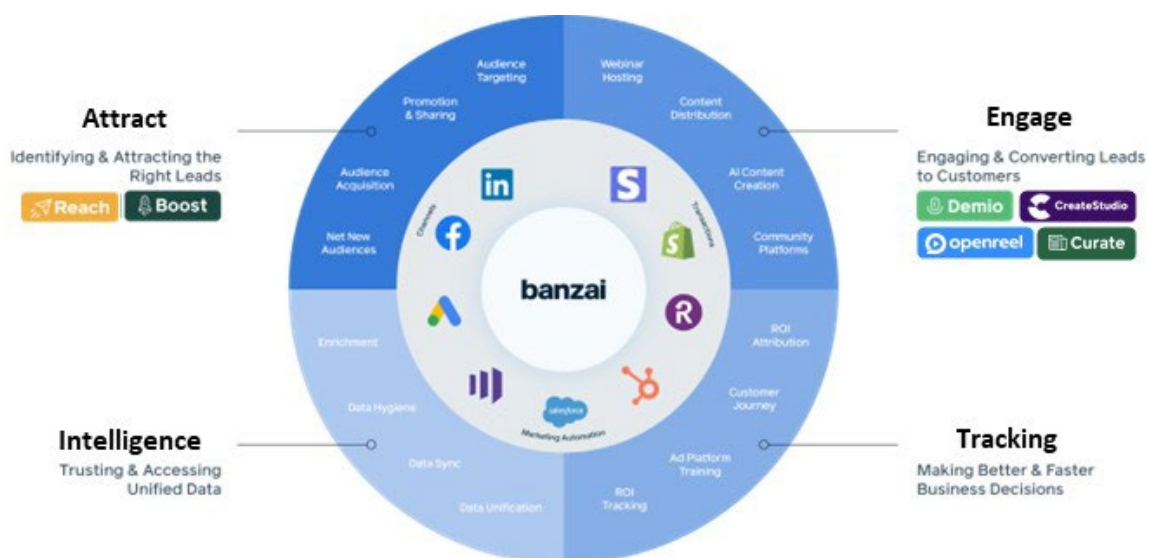 Attract
Identifying & Attracting the
Right Leads
Reach
Boost
Intelligence
Trusting & Accessing
Unified Data
Audience
Targeting
Promotion
& Sharing
Audience
Acquisition
Net New
Audiences
Enrichment
Data Hygiene
Data Sync
Data Unification
Webinar
Hosting
Content
Distribution
AI Content
Creation
Community
Platforms
ROI
Attribution
Customer
Journey
Ad Platform
Training
ROI
Tracking
Channels
Transactions
Marketing Automation
in
S
f
S
R
salesforce
banzai
Engage
Engaging & Converting Leads
to Customers
Demio
CreateStudio
openreel
Curate
Tracking
Making Better & Faster
Business Decisions